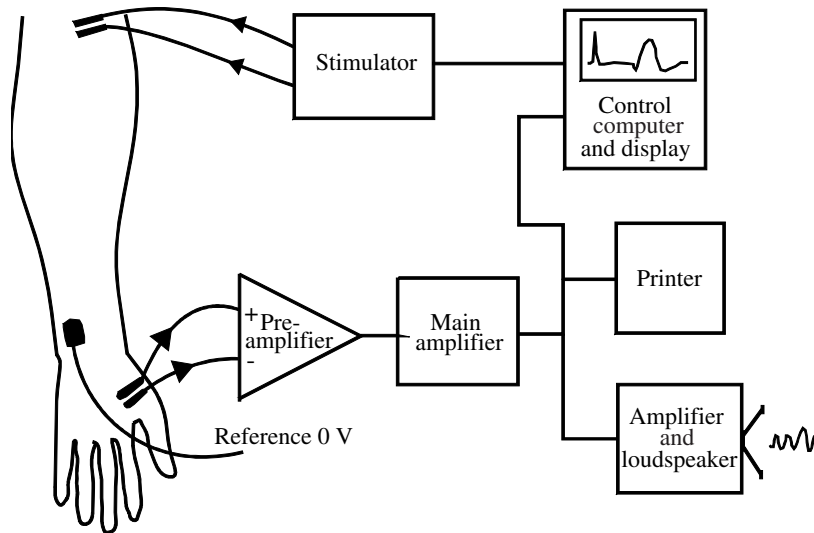 Stimulator
Control
computer
and display
+
Pre-
amplifier
-
Main
amplifier
Printer
Reference 0 V
Amplifier
and
loudspeaker